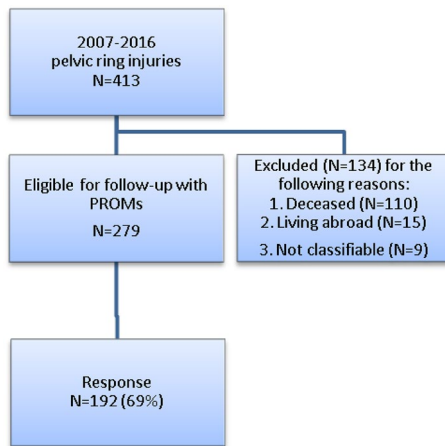 2007-2016
pelvic ring injuries
N=413
Eligible for follow-up with
PROMs
N=279
Excluded (N=134) for the
following reasons:
1. Deceased (N=110)
2. Living abroad (N=15)
3. Not classifiable (N=9)
Response
N=192 (69%)